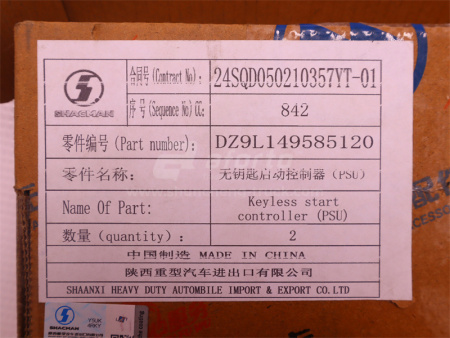 SHACMAN
合同号(Contract No): 24SQD050210357YT-01
序 号(Sequence No)CC: 842
零件编号(Part number): DZ9L149585120
零件名称: 无钥匙启动控制器(PSU)
Name Of Part: Keyless start controller (PSU)
数量(quantity): 2
中国制造 MADE IN CHINA
陕西重型汽车进出口有限公司
SHAANXI HEAVY DUTY AUTOMBILE IMPORT & EXPORT CO.LTD
SHACMAN